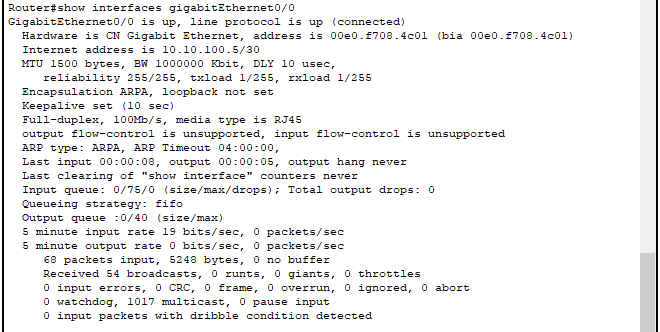 Router#show interfaces gigabitEthernet0/0
GigabitEthernet0/0 is up, line protocol is up (connected)
Hardware is CN Gigabit Ethernet, address is 00e0.f708.4c01 (bia 00e0.f708.4c01)
Internet address is 10.10.100.5/30
MTU 1500 bytes, BW 1000000 Kbit, DLY 10 usec,
reliability 255/255, txload 1/255, rxload 1/255
Encapsulation ARPA, loopback not set
Keepalive set (10 sec)
Full-duplex, 100Mb/s, media type is RJ45
output flow-control is unsupported, input flow-control is unsupported
ARP type: ARPA, ARP Timeout 04:00:00,
Last input 00:00:08, output 00:00:05, output hang never
Last clearing of "show interface" counters never
Input queue: 0/75/0 (size/max/drops); Total output drops: 0
Queueing strategy: fifo
Output queue :0/40 (size/max)
5 minute input rate 19 bits/sec, 0 packets/sec
5 minute output rate 0 bits/sec, 0 packets/sec
68 packets input, 5248 bytes, 0 no buffer
Received 54 broadcasts, 0 runts, 0 giants, 0 throttles
0 input errors, 0 CRC, 0 frame, 0 overrun, 0 ignored, 0 abort
0 watchdog, 1017 multicast, 0 pause input
0 input packets with dribble condition detected